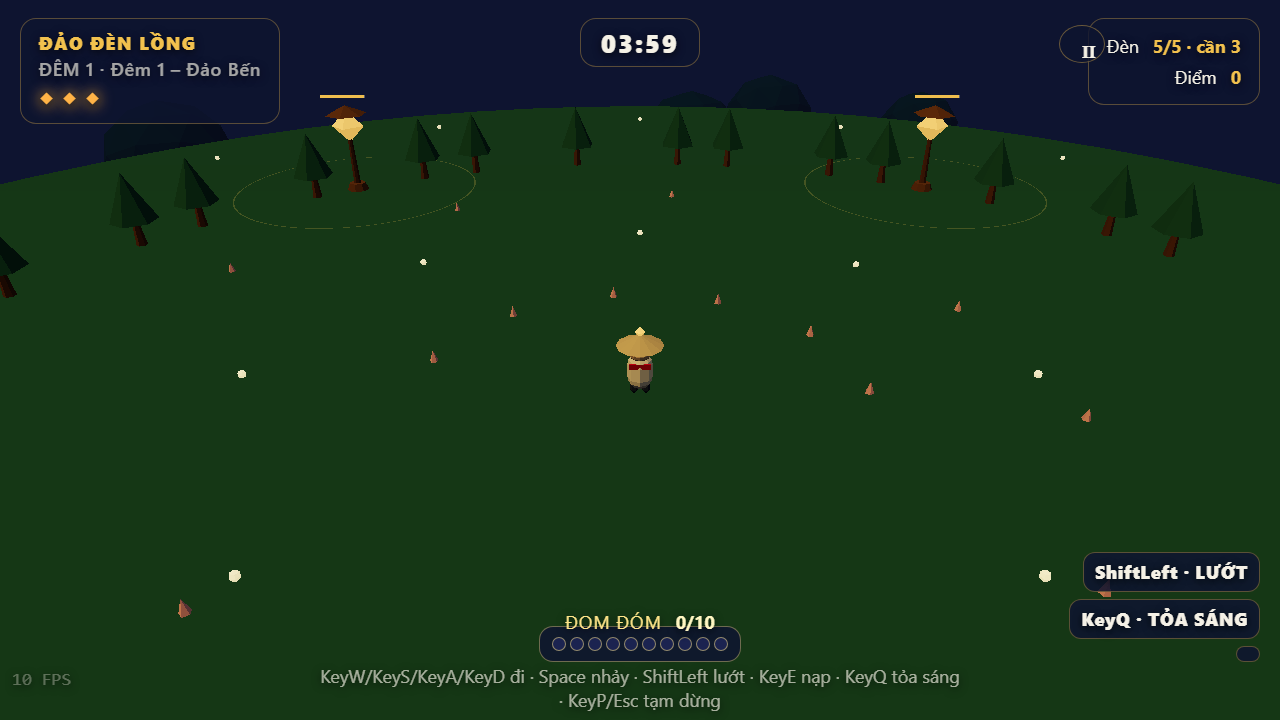 ĐẢO ĐÈN LỒNG
ĐÊM 1 · Đêm 1 — Đảo Bến
03:59
II
Đèn 5/5 · cần 3
Điểm 0
ShiftLeft · LƯỚT
KeyQ · TỎA SÁNG
ĐOM ĐÓM 0/10
KeyW/KeyS/KeyA/KeyD đi · Space nhảy · ShiftLeft lướt · KeyE nạp · KeyQ tỏa sáng
· KeyP/Esc tạm dừng
10 FPS